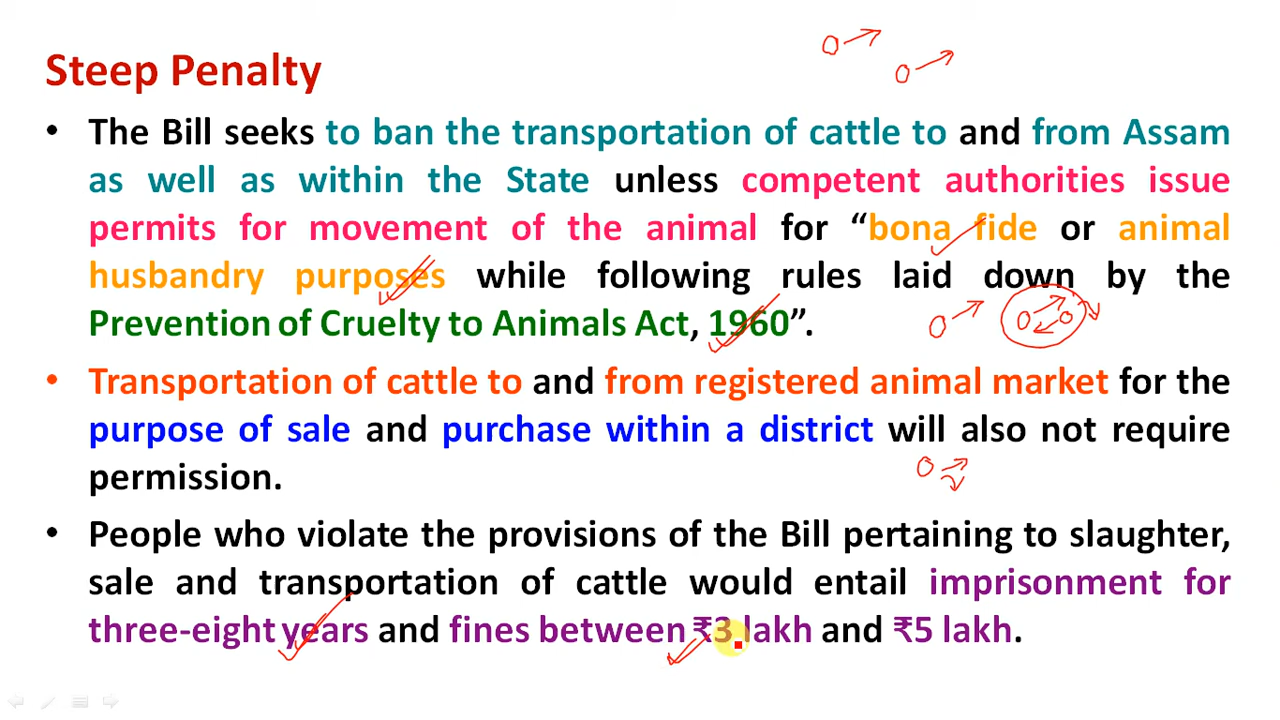 Steep Penalty
• The Bill seeks to ban the transportation of cattle to and from Assam
as well as within the State unless competent authorities issue
permits for movement of the animal for “bona fide or animal
husbandry purposes while following rules laid down by the
Prevention of Cruelty to Animals Act, 1960”.
• Transportation of cattle to and from registered animal market for the
purpose of sale and purchase within a district will also not require
permission.
• People who violate the provisions of the Bill pertaining to slaughter,
sale and transportation of cattle would entail imprisonment for
three-eight years and fines between ₹3 lakh and ₹5 lakh.